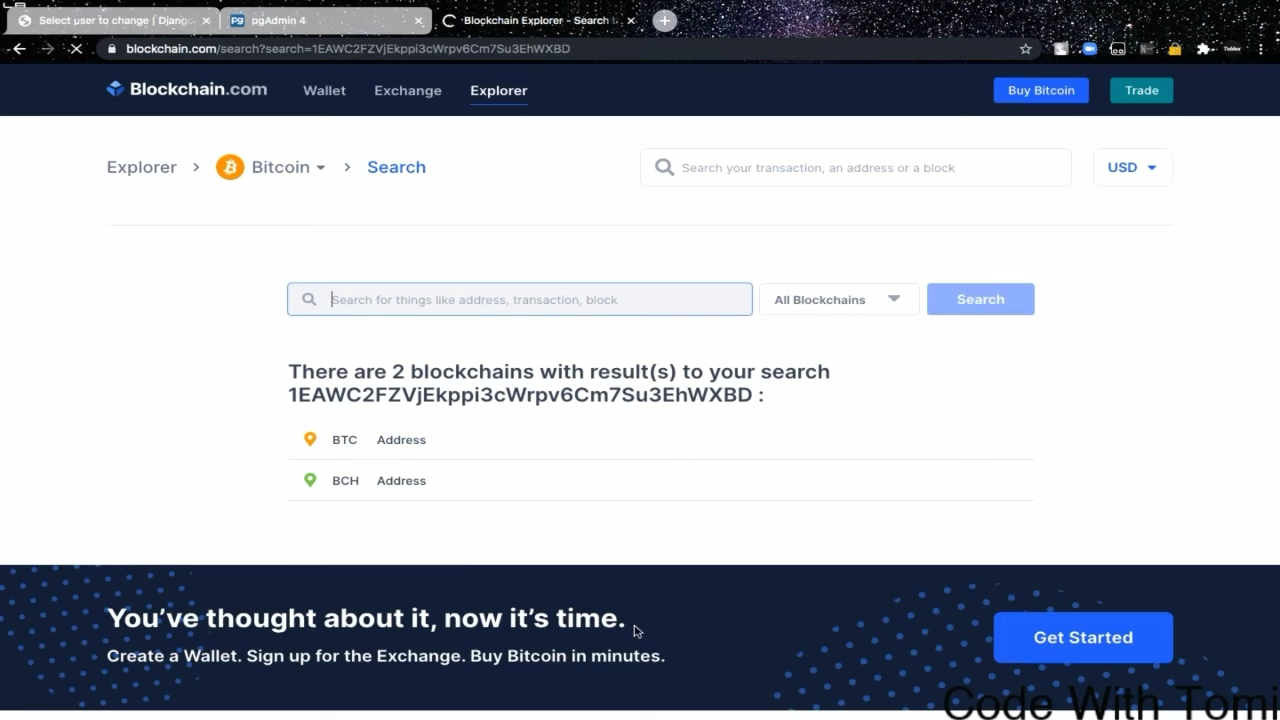 Select user to change | Djang
pgAdmin 4
Blockchain Explorer - Search
blockchain.com/search?search=1EAWC2FZVjEkppi3cWrpv6Cm7Su3EhWXBD
Blockchain.com Wallet Exchange Explorer Buy Bitcoin Trade
Explorer > Bitcoin > Search Search your transaction, an address or a block USD
Search for things like address, transaction, block All Blockchains Search
There are 2 blockchains with result(s) to your search
1EAWC2FZVjEkppi3cWrpv6Cm7Su3EhWXBD :
BTC Address
BCH Address
You've thought about it, now it's time.
Create a Wallet. Sign up for the Exchange. Buy Bitcoin in minutes.
Get Started
Code With Tomi